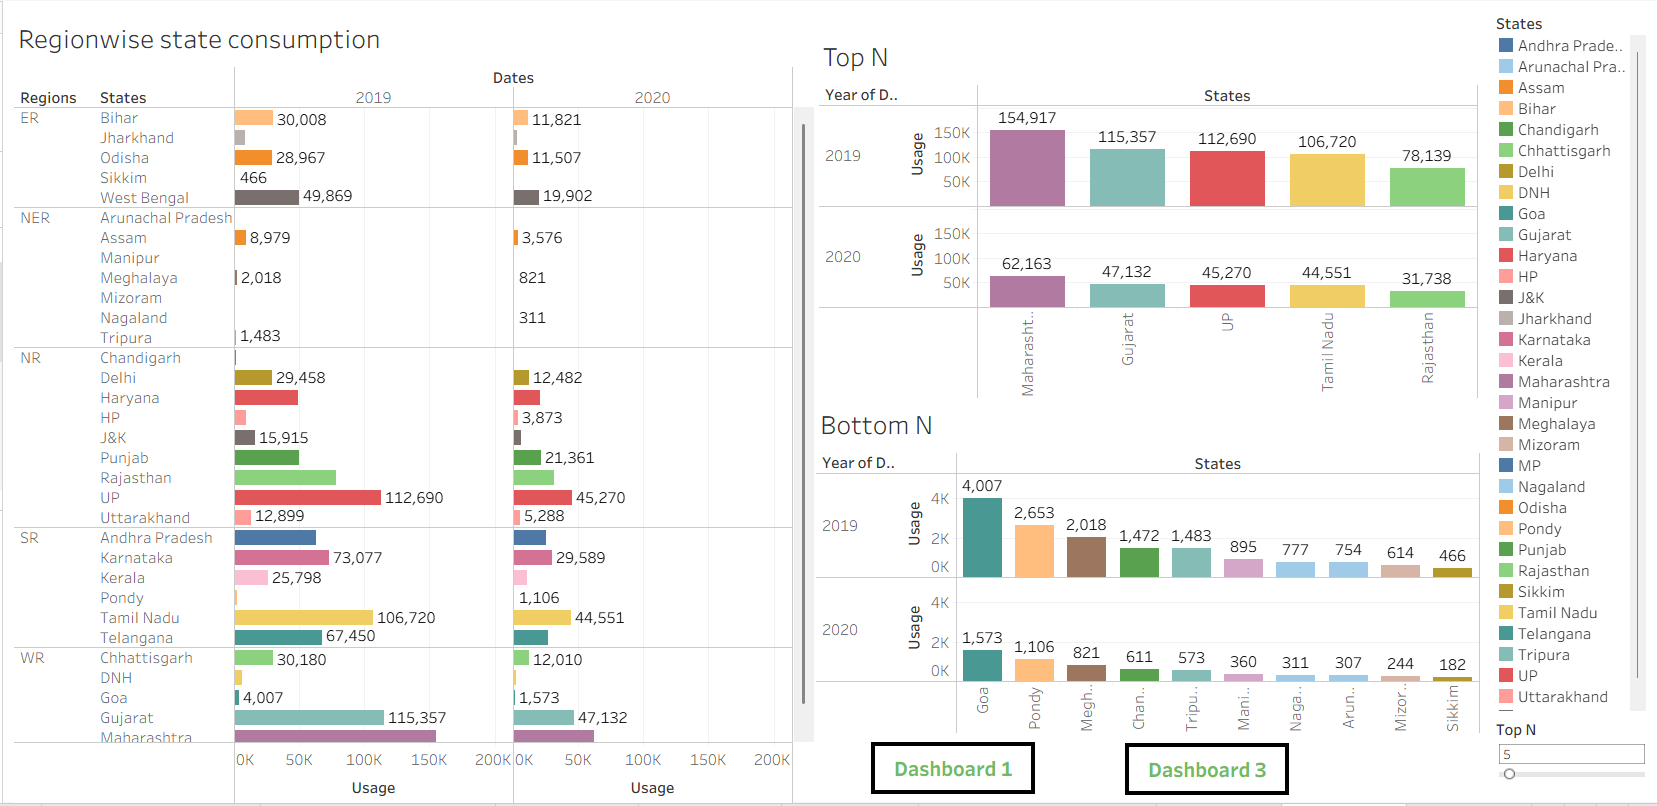 Regionwise state consumption
Dates
Regions States 2019 2020
ER Bihar 30,008 11,821
Jharkhand
Odisha 28,967 11,507
Sikkim 466
West Bengal 49,869 19,902
NER Arunachal Pradesh
Assam 8,979 3,576
Manipur
Meghalaya 2,018 821
Mizoram
Nagaland 311
Tripura 1,483
NR Chandigarh
Delhi 29,458 12,482
Haryana
HP 3,873
J&K 15,915
Punjab 21,361
Rajasthan
UP 112,690 45,270
Uttarakhand 12,899 5,288
SR Andhra Pradesh
Karnataka 73,077 29,589
Kerala 25,798
Pondy 1,106
Tamil Nadu 106,720 44,551
Telangana 67,450
WR Chhattisgarh 30,180 12,010
DNH
Goa 4,007 1,573
Gujarat 115,357 47,132
Maharashtra
0K 50K 100K 150K 200K 0K 50K 100K 150K 200K
Usage Usage
Top N
Year of D.. States
2019 Usage 150K 100K 50K
154,917 115,357 112,690 106,720 78,139
2020 Usage 150K 100K 50K
62,163 47,132 45,270 44,551 31,738
Maharasht.. Gujarat UP Tamil Nadu Rajasthan
Bottom N
Year of D.. States
2019 Usage 4K 2K 0K
4,007 2,653 2,018 1,472 1,483 895 777 754 614 466
2020 Usage 4K 2K 0K
1,573 1,106 821 611 573 360 311 307 244 182
Goa Pondy Megh.. Chan.. Tripu.. Mani.. Naga.. Arun.. Mizor.. Sikkim
Dashboard 1 Dashboard 3
States
Andhra Prade..
Arunachal Pra..
Assam
Bihar
Chandigarh
Chhattisgarh
Delhi
DNH
Goa
Gujarat
Haryana
HP
J&K
Jharkhand
Karnataka
Kerala
Maharashtra
Manipur
Meghalaya
Mizoram
MP
Nagaland
Odisha
Pondy
Punjab
Rajasthan
Sikkim
Tamil Nadu
Telangana
Tripura
UP
Uttarakhand
Top N
5